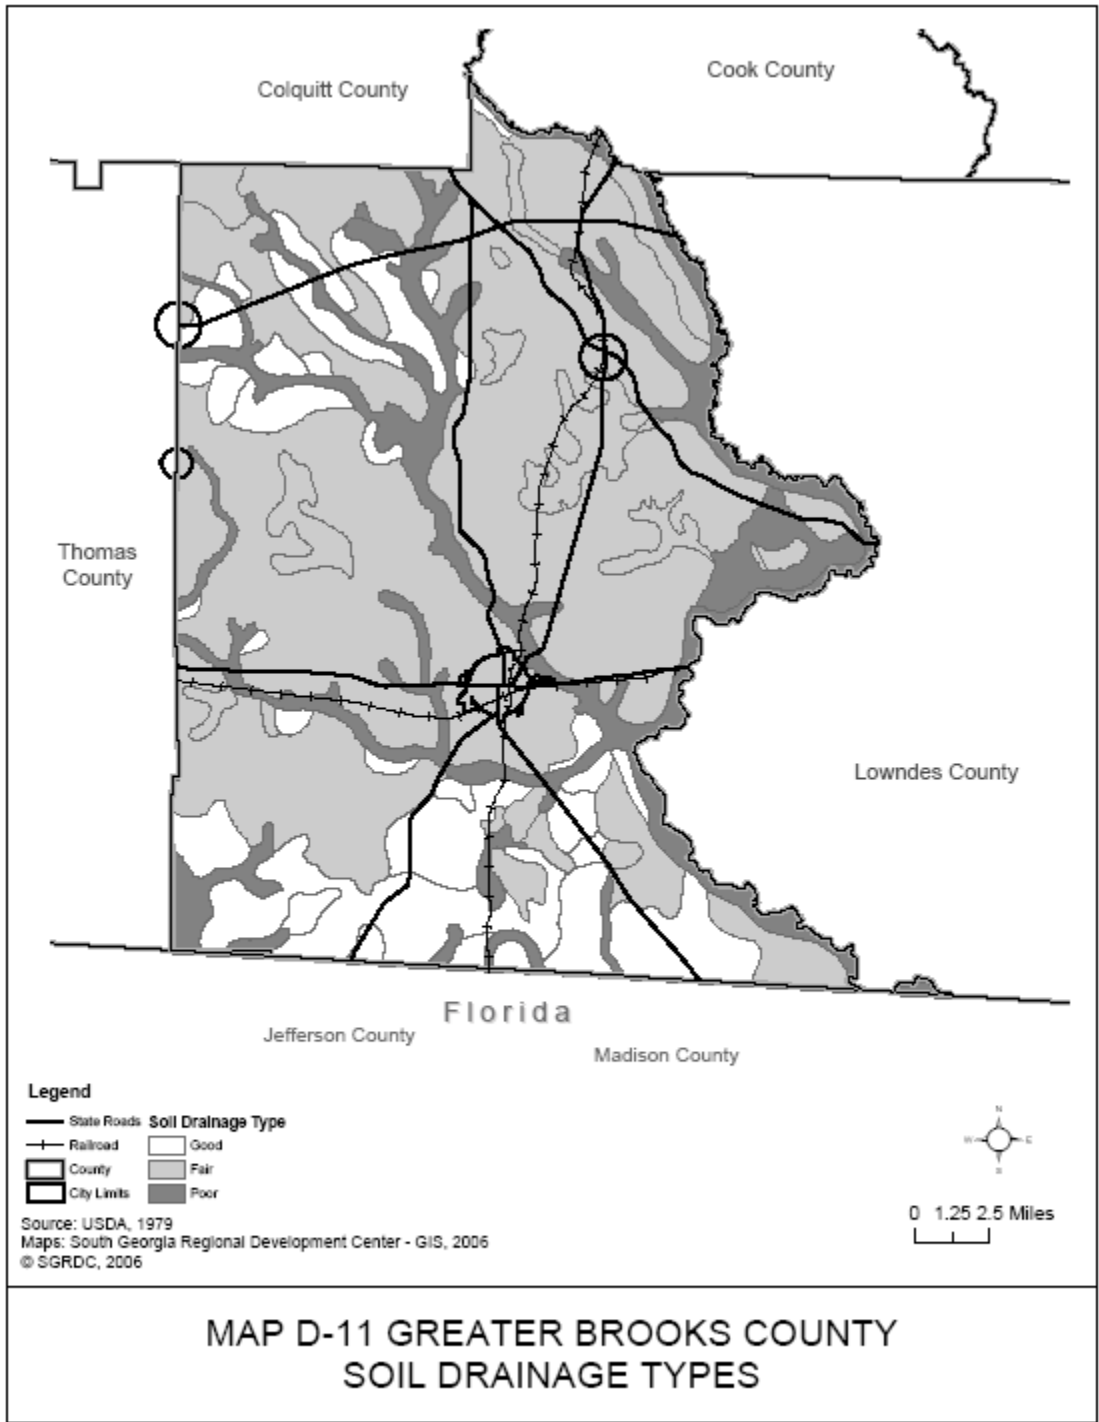 Colquitt County
Cook County
Thomas
County
Lowndes County
Florida
Jefferson County
Madison County
Legend
State Roads
Railroad
County
City Limits
Soil Drainage Type
Good
Fair
Poor
N
W
E
S
0 1.25 2.5 Miles
Source: USDA, 1979
Maps: South Georgia Regional Development Center - GIS, 2006
© SGRDC, 2006
MAP D-11 GREATER BROOKS COUNTY
SOIL DRAINAGE TYPES